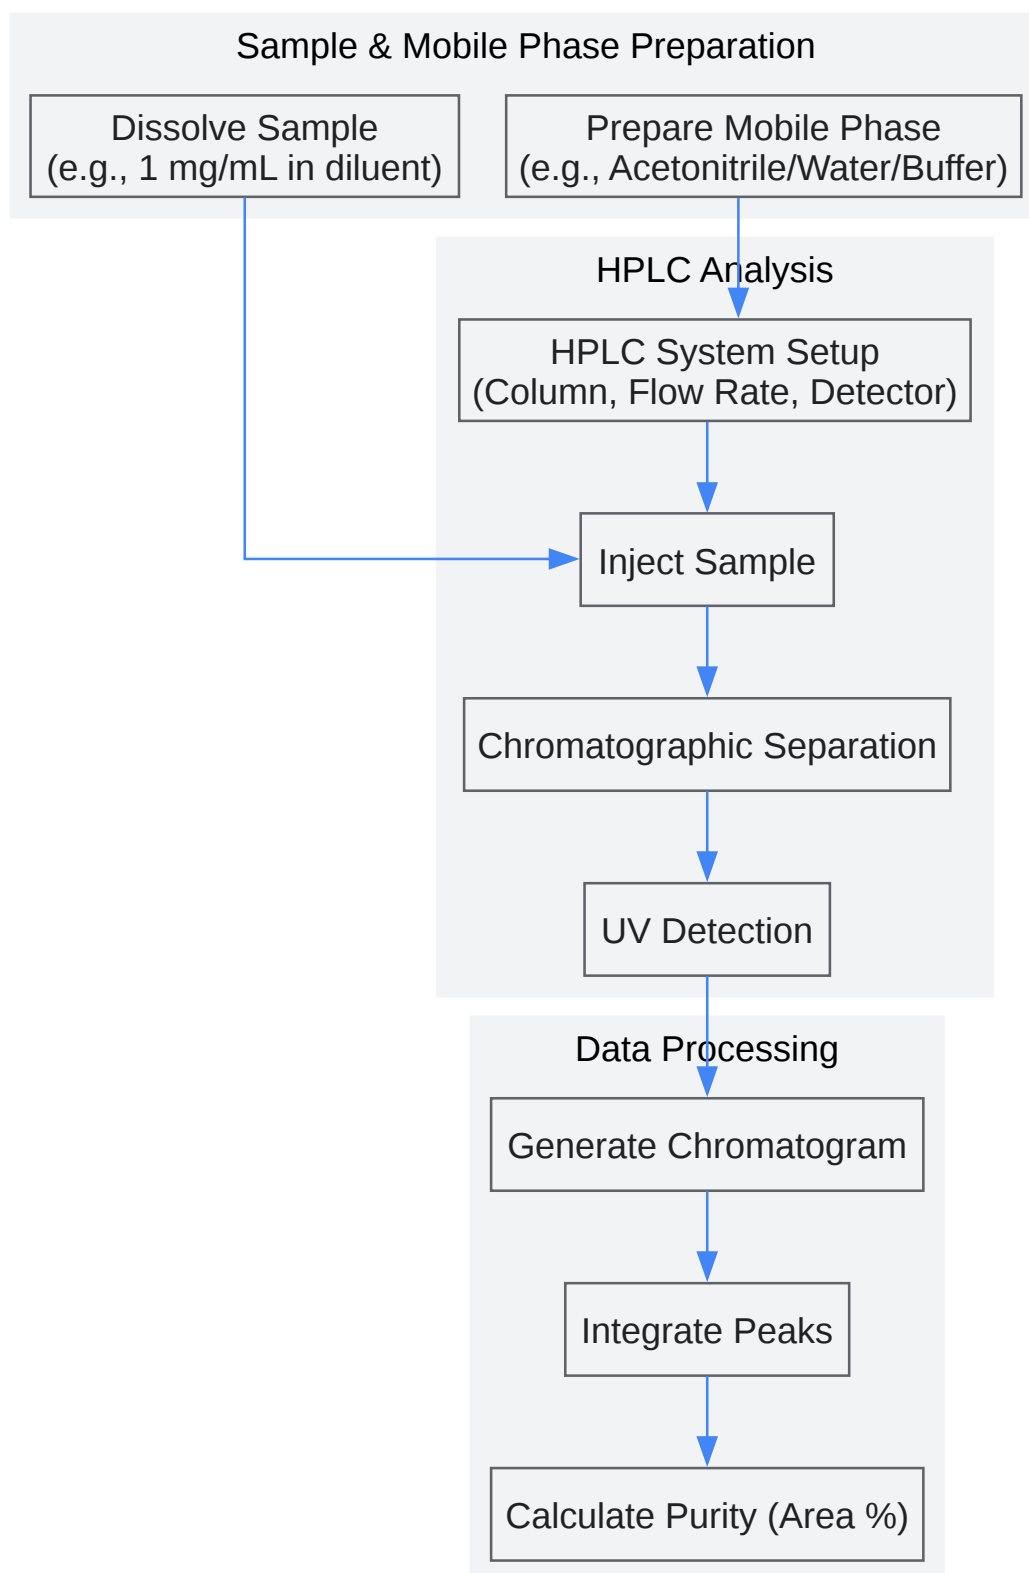 Sample & Mobile Phase Preparation
Dissolve Sample
(e.g., 1 mg/mL in diluent)
Prepare Mobile Phase
(e.g., Acetonitrile/Water/Buffer)
HPLC Analysis
HPLC System Setup
(Column, Flow Rate, Detector)
Inject Sample
Chromatographic Separation
UV Detection
Data Processing
Generate Chromatogram
Integrate Peaks
Calculate Purity (Area %)